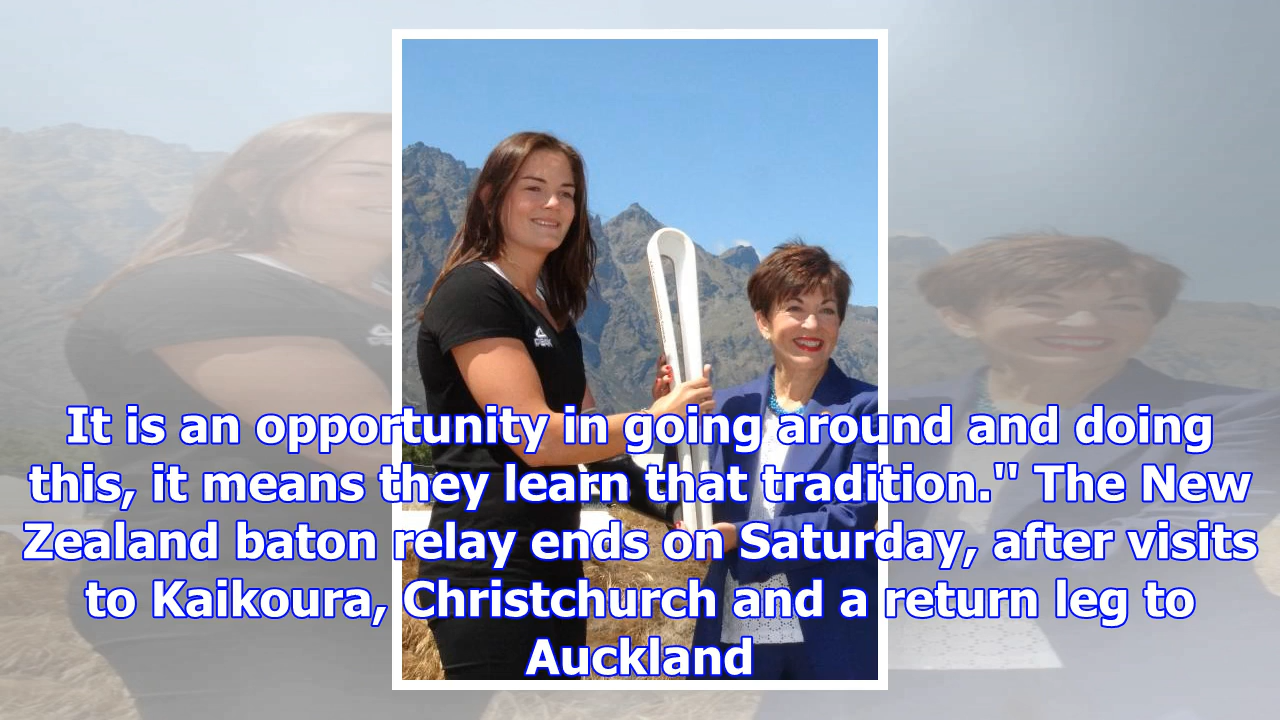 PEAK
It is an opportunity in going around and doing
this, it means they learn that tradition." The New
Zealand baton relay ends on Saturday, after visits
to Kaikoura, Christchurch and a return leg to
Auckland